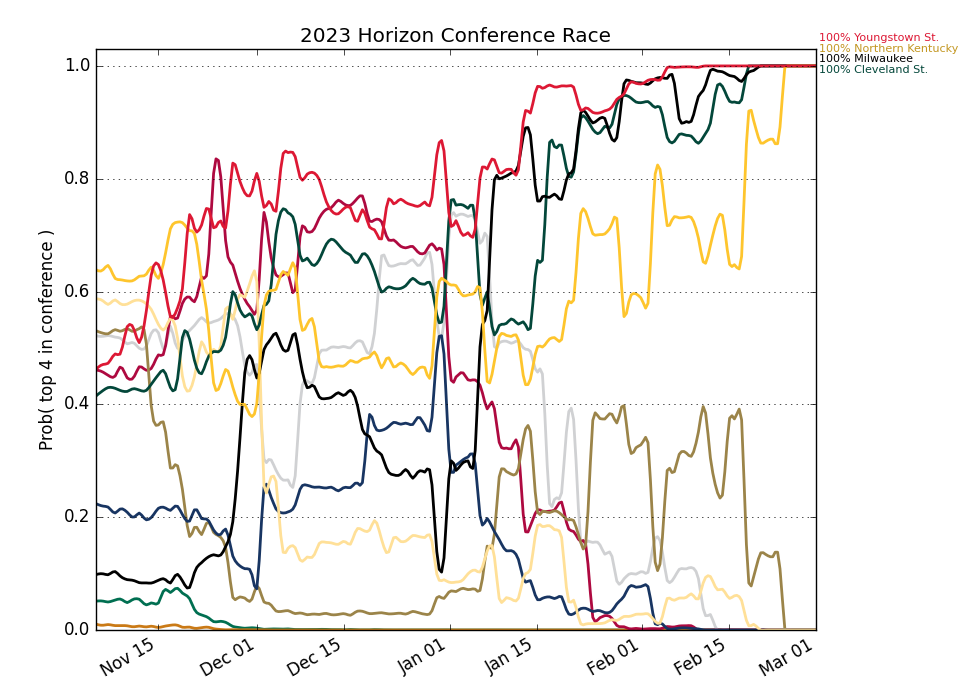 2023 Horizon Conference Race
100% Youngstown St.
100% Northern Kentucky
100% Milwaukee
100% Cleveland St.
Prob( top 4 in conference )
1.0
0.8
0.6
0.4
0.2
0.0
Nov 15
Dec 01
Dec 15
Jan 01
Jan 15
Feb 01
Feb 15
Mar 01